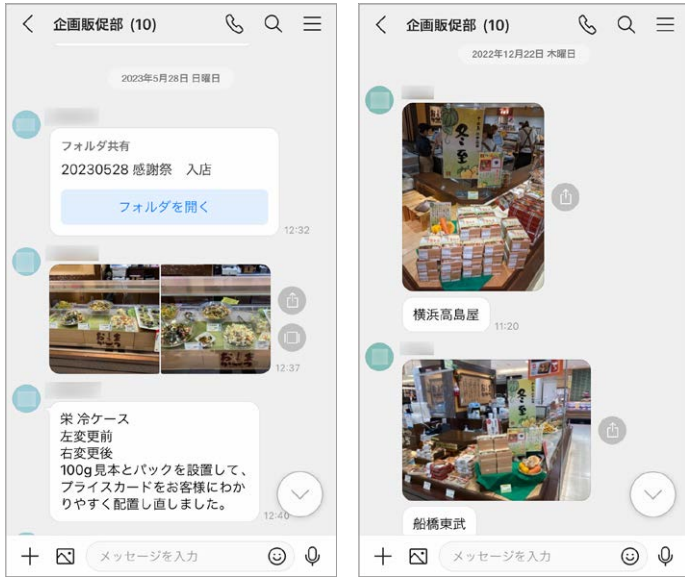 企画販促部 (10)
2023年5月28日 日曜日
フォルダ共有
20230528 感謝祭　入店
フォルダを開く
12:32
12:37
栄 冷ケース
左変更前
右変更後
100g見本とパックを設置して、
プライスカードをお客様にわか
りやすく配置し直しました。
12:40
メッセージを入力
企画販促部 (10)
2022年12月22日 木曜日
冬至
横浜高島屋
11:20
冬至
船橋東武
メッセージを入力